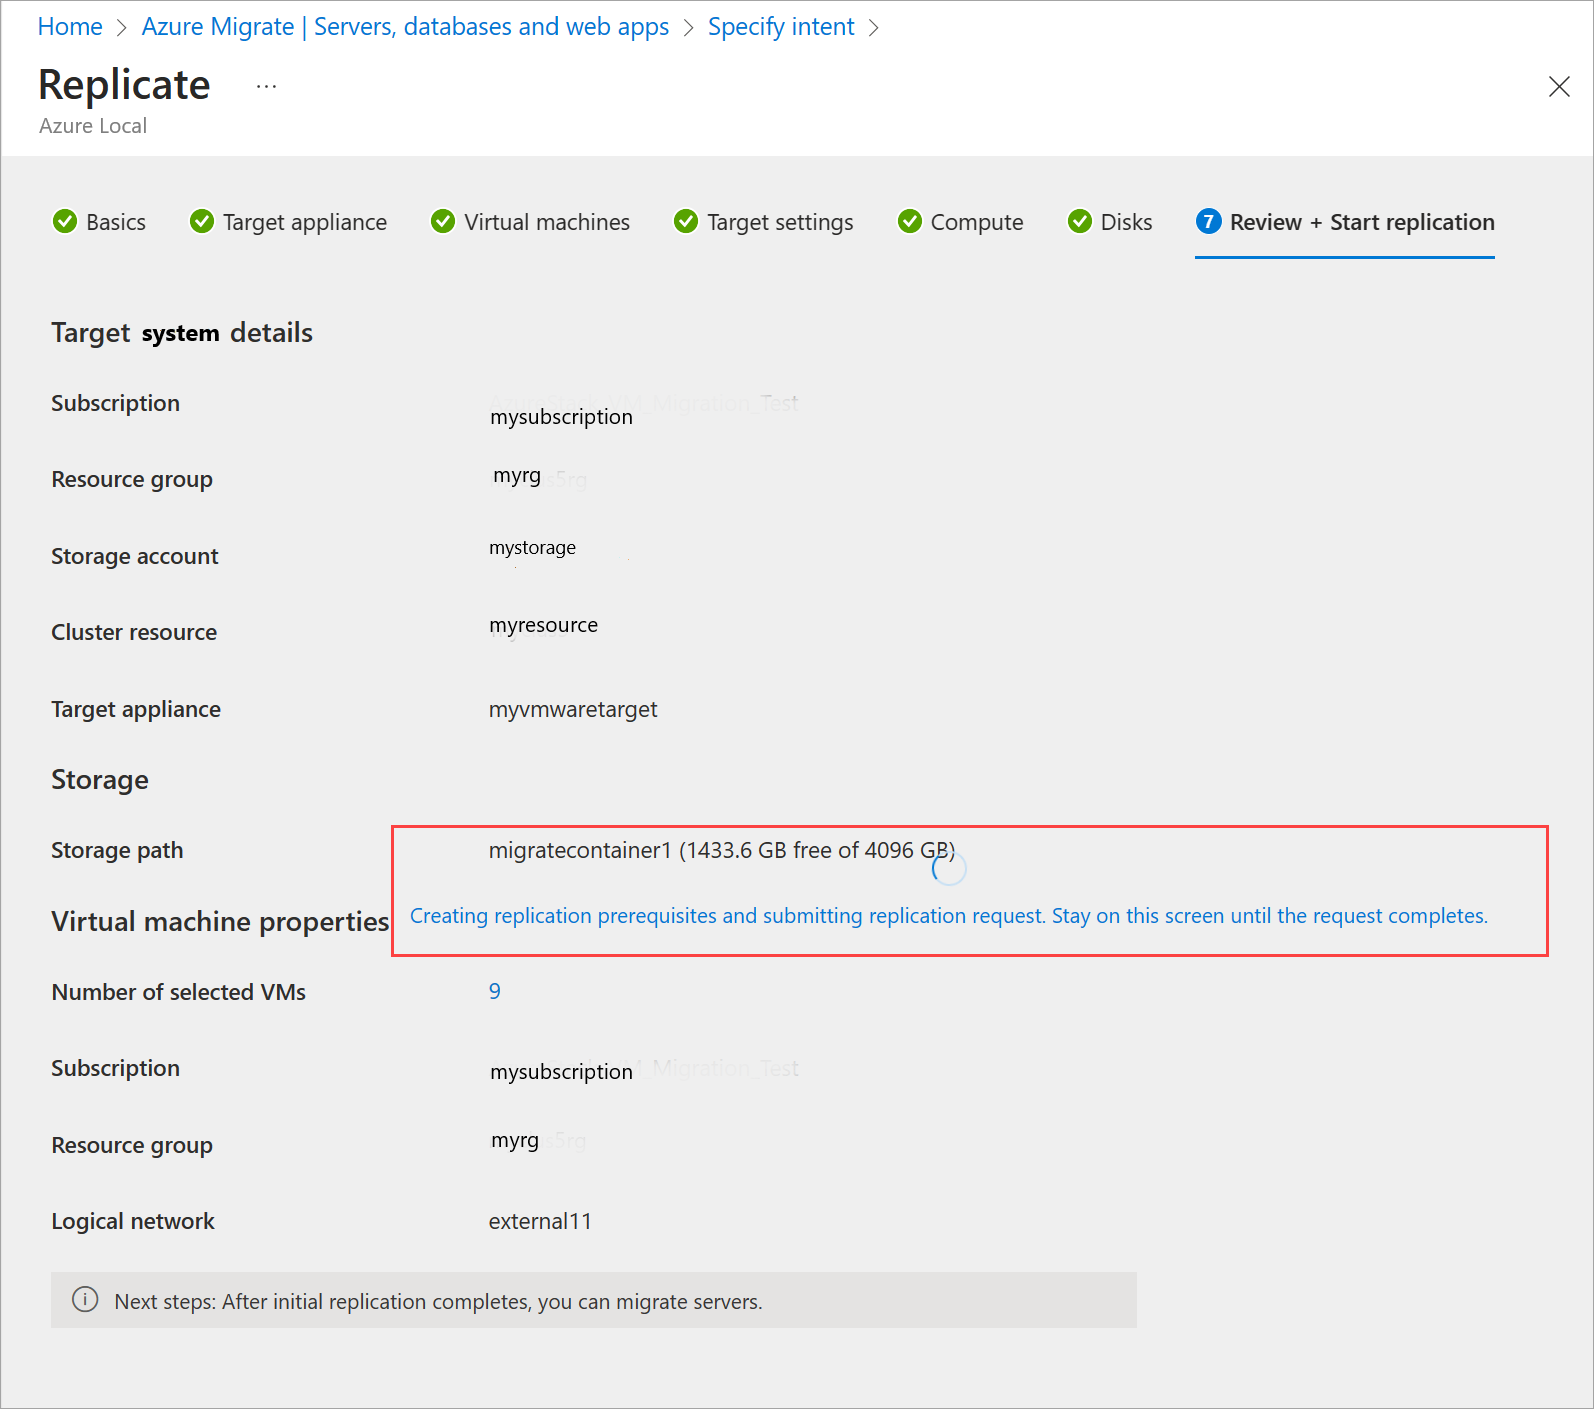 Home > Azure Migrate | Servers, databases and web apps > Specify intent >
Replicate ...
Azure Local
Basics Target appliance Virtual machines Target settings Compute Disks 7 Review + Start replication
Target system details
Subscription mysubscription
Resource group myrg
Storage account mystorage
Cluster resource myresource
Target appliance myvmwaretarget
Storage
Storage path migratecontainer1 (1433.6 GB free of 4096 GB)
Creating replication prerequisites and submitting replication request. Stay on this screen until the request completes.
Virtual machine properties
Number of selected VMs 9
Subscription mysubscription
Resource group myrg
Logical network external11
Next steps: After initial replication completes, you can migrate servers.